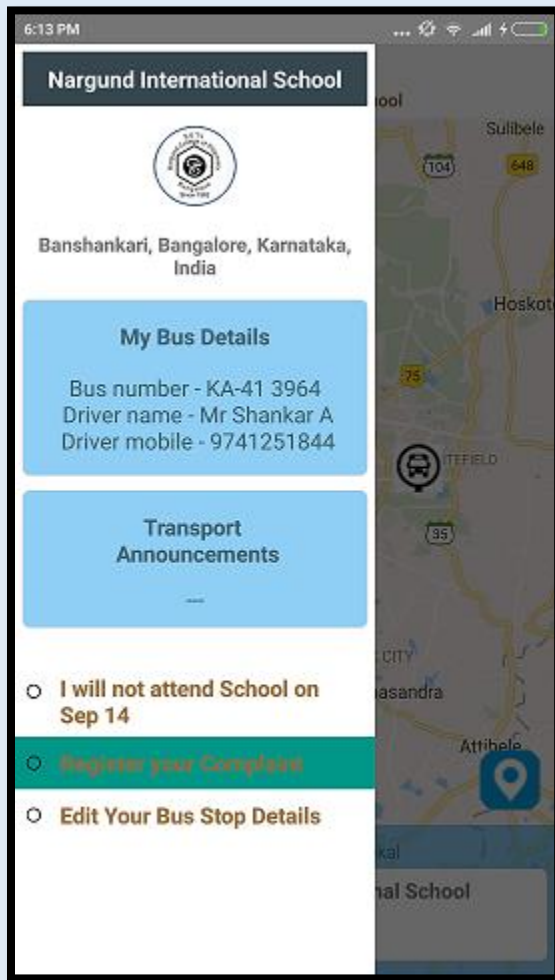 6:13 PM
Nargund International School
ool
Sulibele
104
648
Banshankari, Bangalore, Karnataka,
India
Hoskot
My Bus Details
75
Bus number - KA-41 3964
Driver name - Mr Shankar A
Driver mobile - 9741251844
ITEFIELD
Transport
Announcements
---
35
CITY
I will not attend School on
Sep 14
asandra
Register your Complaint
Attibele
Edit Your Bus Stop Details
kal
nal School